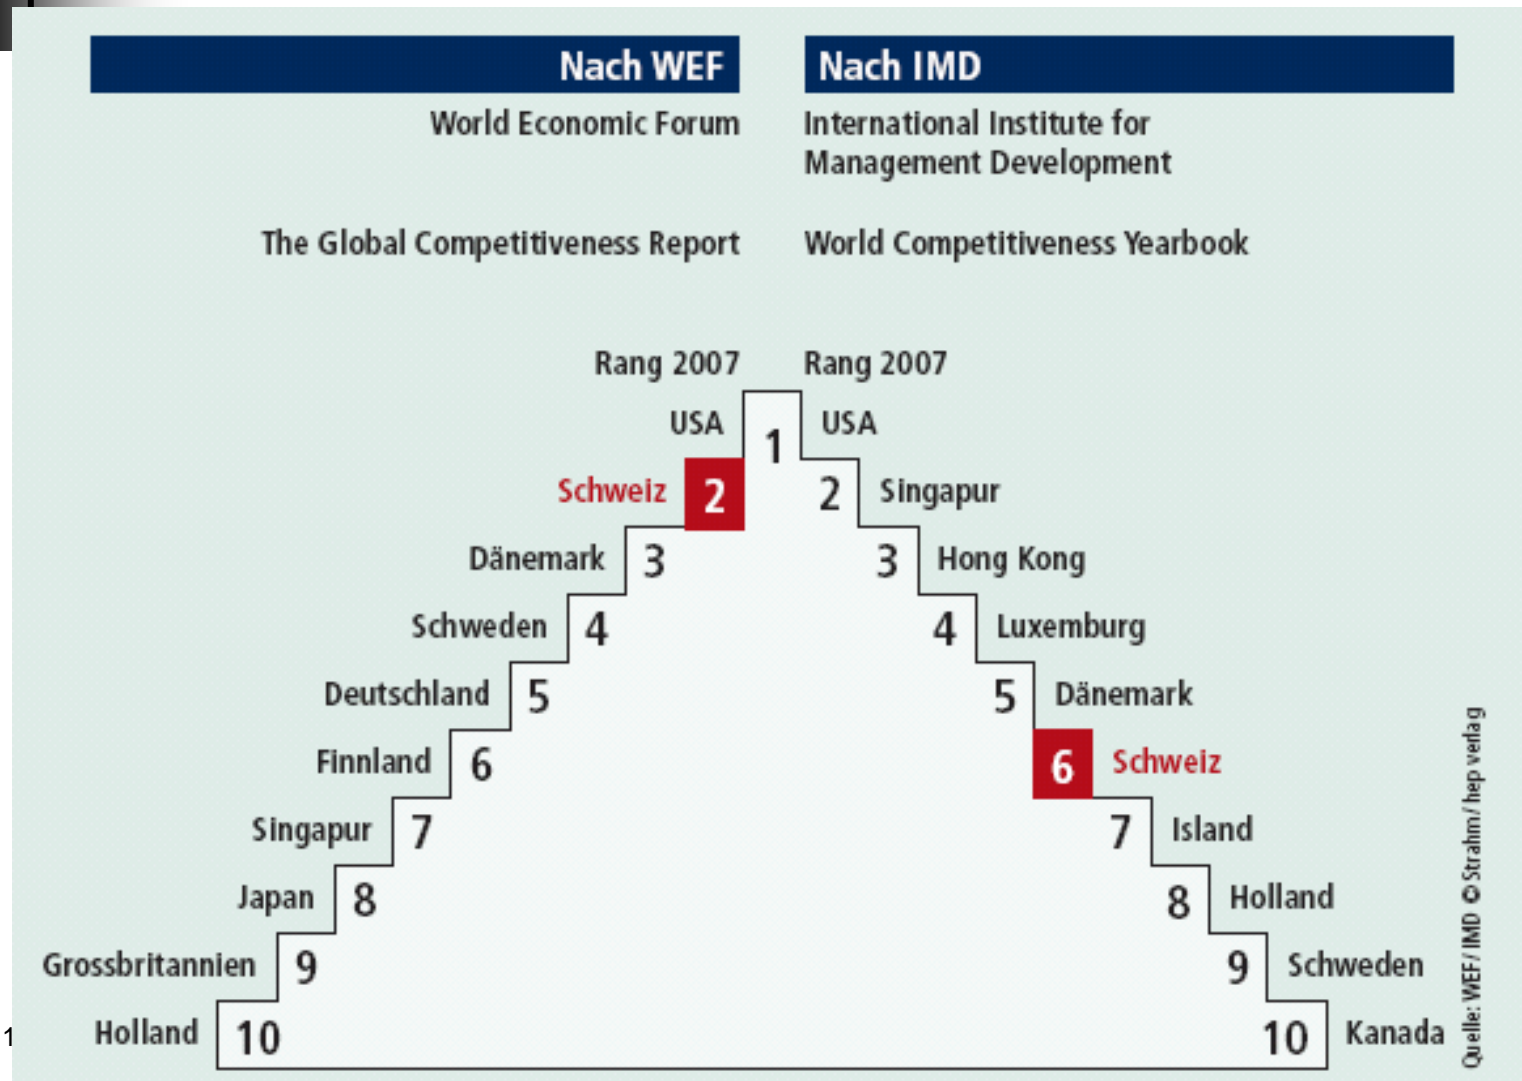 Nach WEF
World Economic Forum
The Global Competitiveness Report
Rang 2007
USA
Schweiz 2
Dänemark 3
Schweden 4
Deutschland 5
Finnland 6
Singapur 7
Japan 8
Grossbritannien 9
Holland 10
Nach IMD
International Institute for
Management Development
World Competitiveness Yearbook
Rang 2007
1 USA
2 Singapur
3 Hong Kong
4 Luxemburg
5 Dänemark
6 Schweiz
7 Island
8 Holland
9 Schweden
10 Kanada
Quelle: WEF/ IMD © Strahm/ hep verlag
1